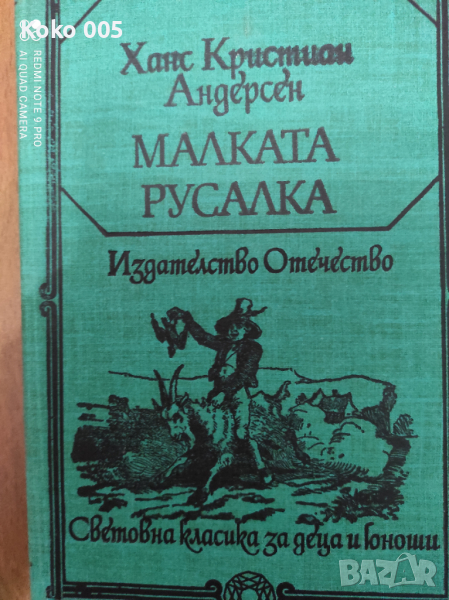 Koko 005
REDMI NOTE 9 PRO
AI QUAD CAMERA
Ханс Кристиан
Андерсен
МАЛКАТА
РУСАЛКА
Издателство Отечество
Световна класика за деца и юноши
BAZAR